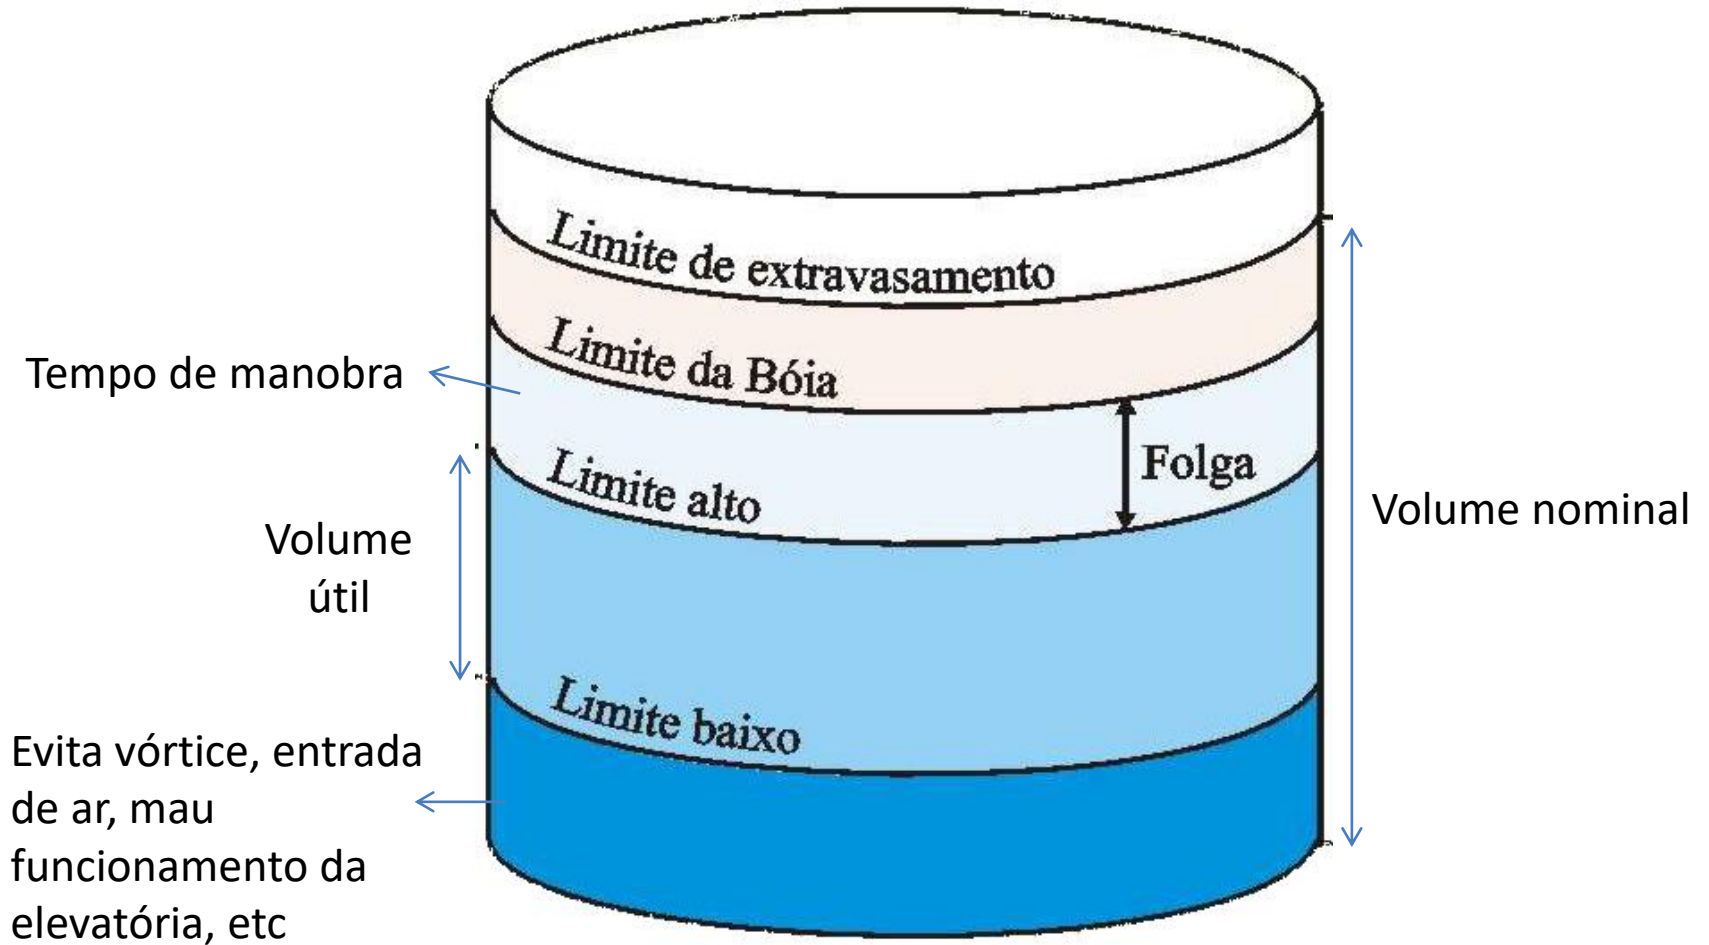 Limite de extravasamento
Limite da Bóia
Tempo de manobra
Folga
Limite alto
Volume nominal
Volume
útil
Limite baixo
Evita vórtice, entrada
de ar, mau
funcionamento da
elevatória, etc